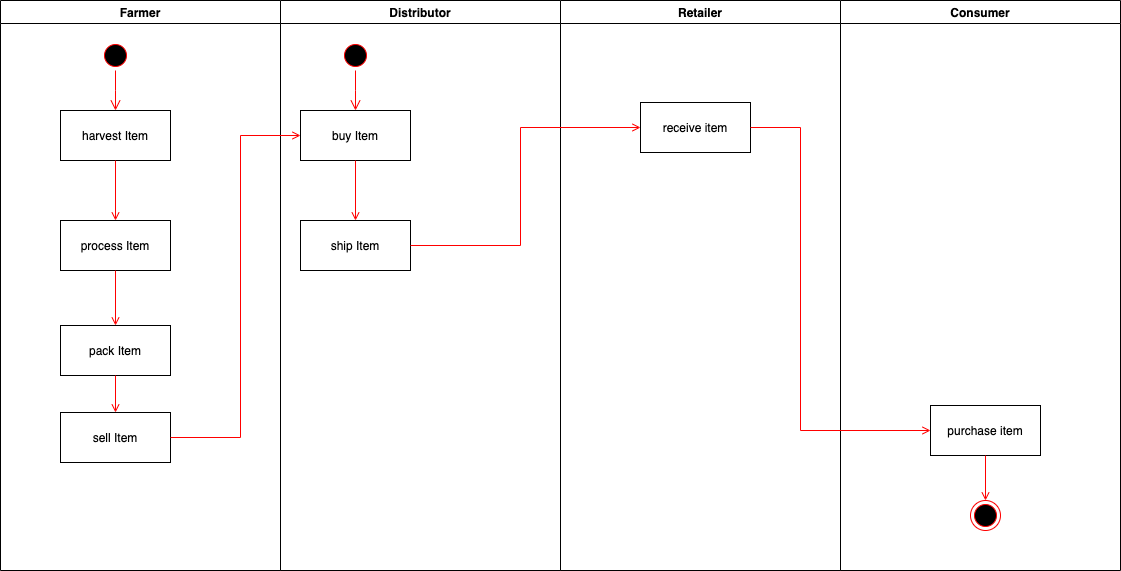 Farmer
Distributor
Retailer
Consumer
harvest Item
process Item
pack Item
sell Item
buy Item
ship Item
receive item
purchase item